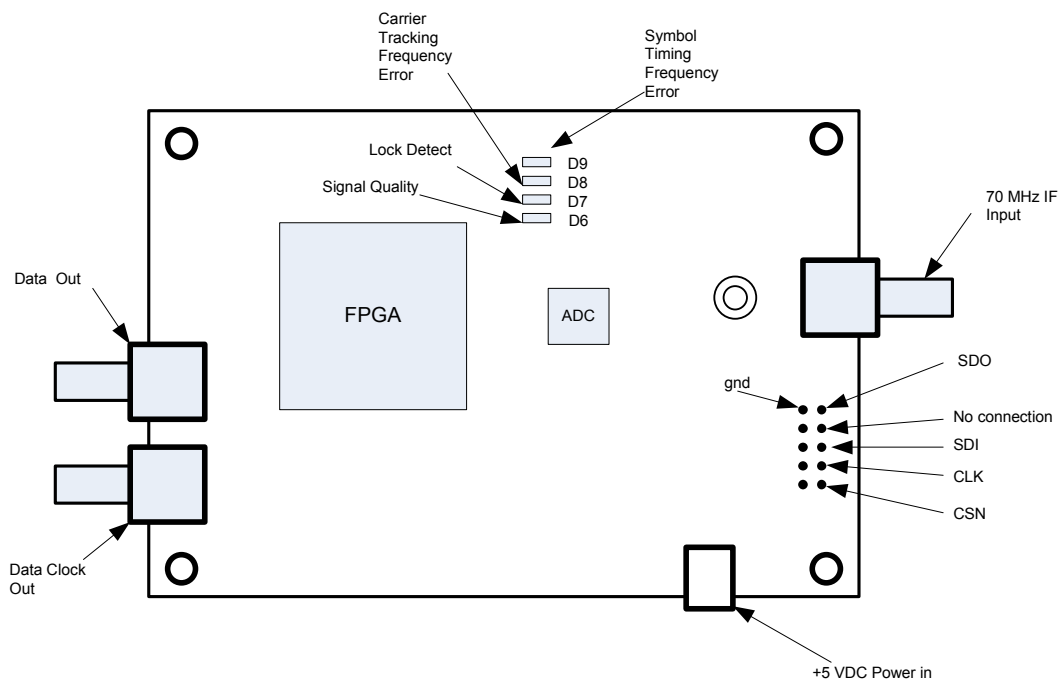 Carrier
Tracking
Frequency
Error
Symbol
Timing
Frequency
Error
Lock Detect
Signal Quality
D9
D8
D7
D6
70 MHz IF
Input
Data Out
FPGA
ADC
gnd
SDO
No connection
SDI
CLK
CSN
Data Clock
Out
+5 VDC Power in